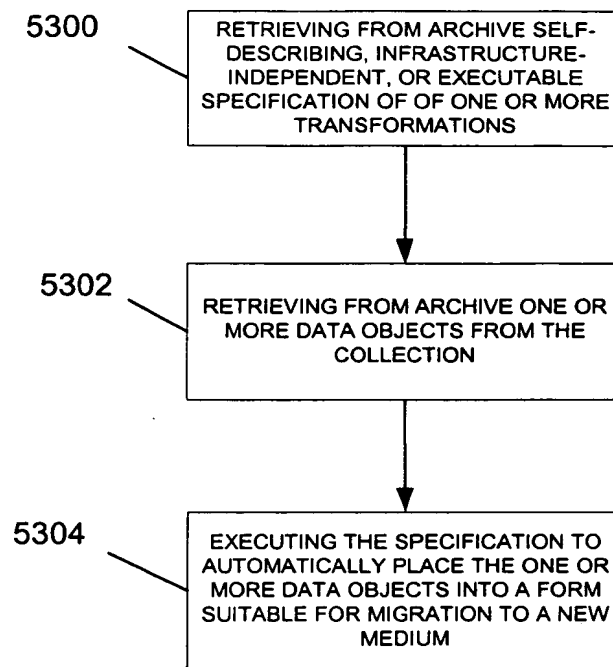 5300
RETRIEVING FROM ARCHIVE SELF-
DESCRIBING, INFRASTRUCTURE-
INDEPENDENT, OR EXECUTABLE
SPECIFICATION OF OF ONE OR MORE
TRANSFORMATIONS
5302
RETRIEVING FROM ARCHIVE ONE OR
MORE DATA OBJECTS FROM THE
COLLECTION
5304
EXECUTING THE SPECIFICATION TO
AUTOMATICALLY PLACE THE ONE OR
MORE DATA OBJECTS INTO A FORM
SUITABLE FOR MIGRATION TO A NEW
MEDIUM